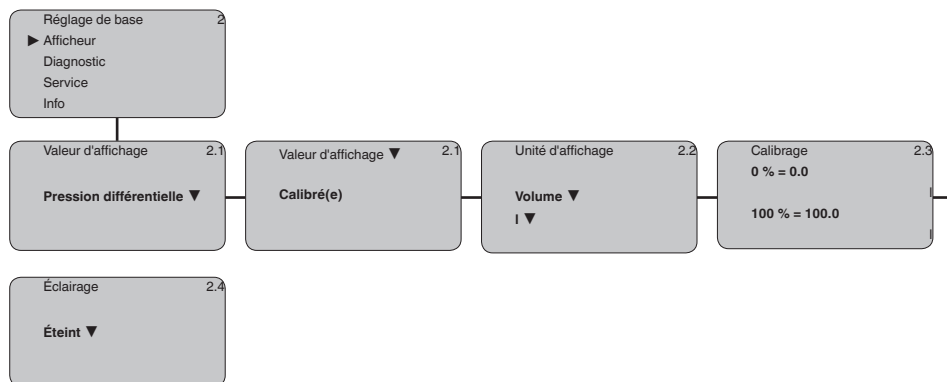 Réglage de base 2
▶ Afficheur
Diagnostic
Service
Info
Valeur d'affichage 2.1
Pression différentielle ▼
Valeur d'affichage ▼ 2.1
Calibré(e)
Unité d'affichage 2.2
Volume ▼
l ▼
Calibrage 2.3
0 % = 0.0
l
100 % = 100.0
l
Éclairage 2.4
Éteint ▼